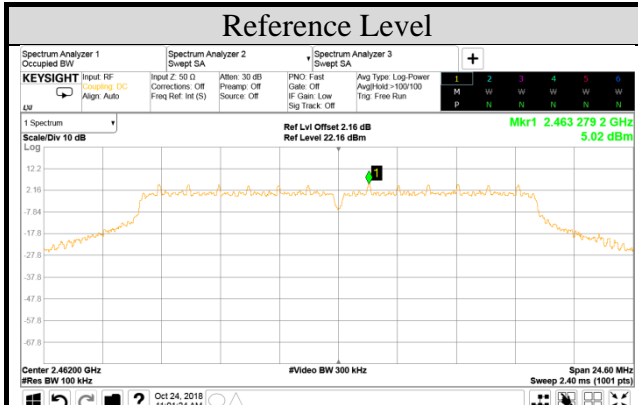 Reference Level
Spectrum Analyzer 1
Occupied BW
Spectrum Analyzer 2
Swept SA
Spectrum Analyzer 3
Swept SA
+
KEYSIGHT
Input: RF
Coupling: DC
Align: Auto
Input Z: 50 Ω
Corrections: Off
Freq Ref: Int (S)
Atten: 30 dB
Preamp: Off
Source: Off
PNO: Fast
Gate: Off
IF Gain: Low
Sig Track: Off
Avg Type: Log-Power
Avg|Hold:>100/100
Trig: Free Run
1 2 3 4 5 6
M W W W W W
P N N N N N
LXI
1 Spectrum
Scale/Div 10 dB
Log
Ref Lvl Offset 2.16 dB
Ref Level 22.16 dBm
Mkr1 2.463 279 2 GHz
5.02 dBm
1
12.2
2.16
-7.84
-17.8
-27.8
-37.8
-47.8
-57.8
-67.8
Center 2.46200 GHz
#Res BW 100 kHz
#Video BW 300 kHz
Span 24.60 MHz
Sweep 2.40 ms (1001 pts)
?
Oct 24, 2018